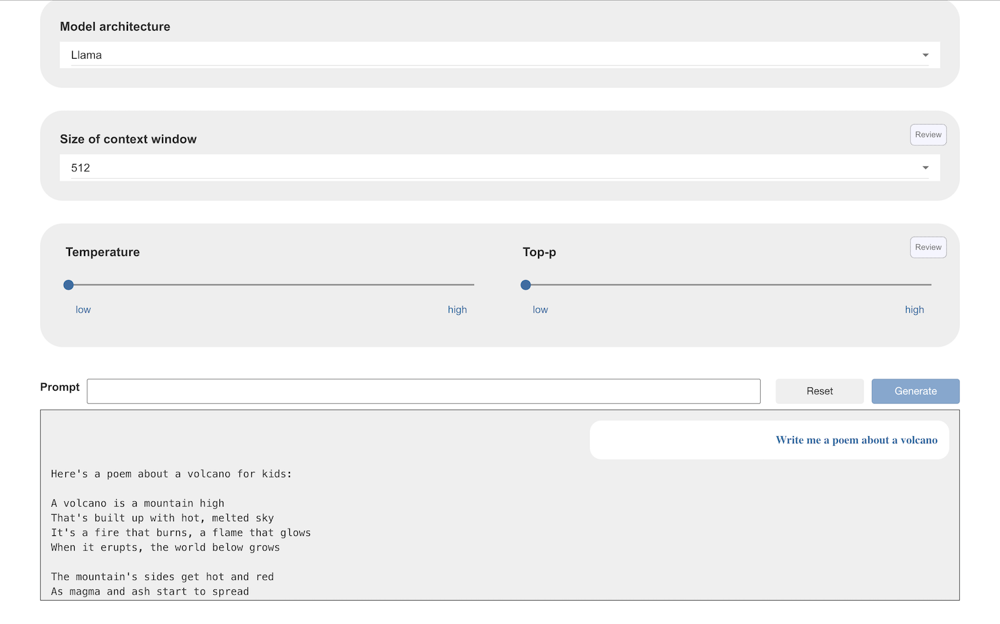 Model architecture
Llama
Size of context window
Review
512
Temperature
Top-p
Review
low
high
low
high
Prompt
Reset
Generate
Write me a poem about a volcano
Here's a poem about a volcano for kids:
A volcano is a mountain high
That's built up with hot, melted sky
It's a fire that burns, a flame that glows
When it erupts, the world below grows
The mountain's sides get hot and red
As magma and ash start to spread